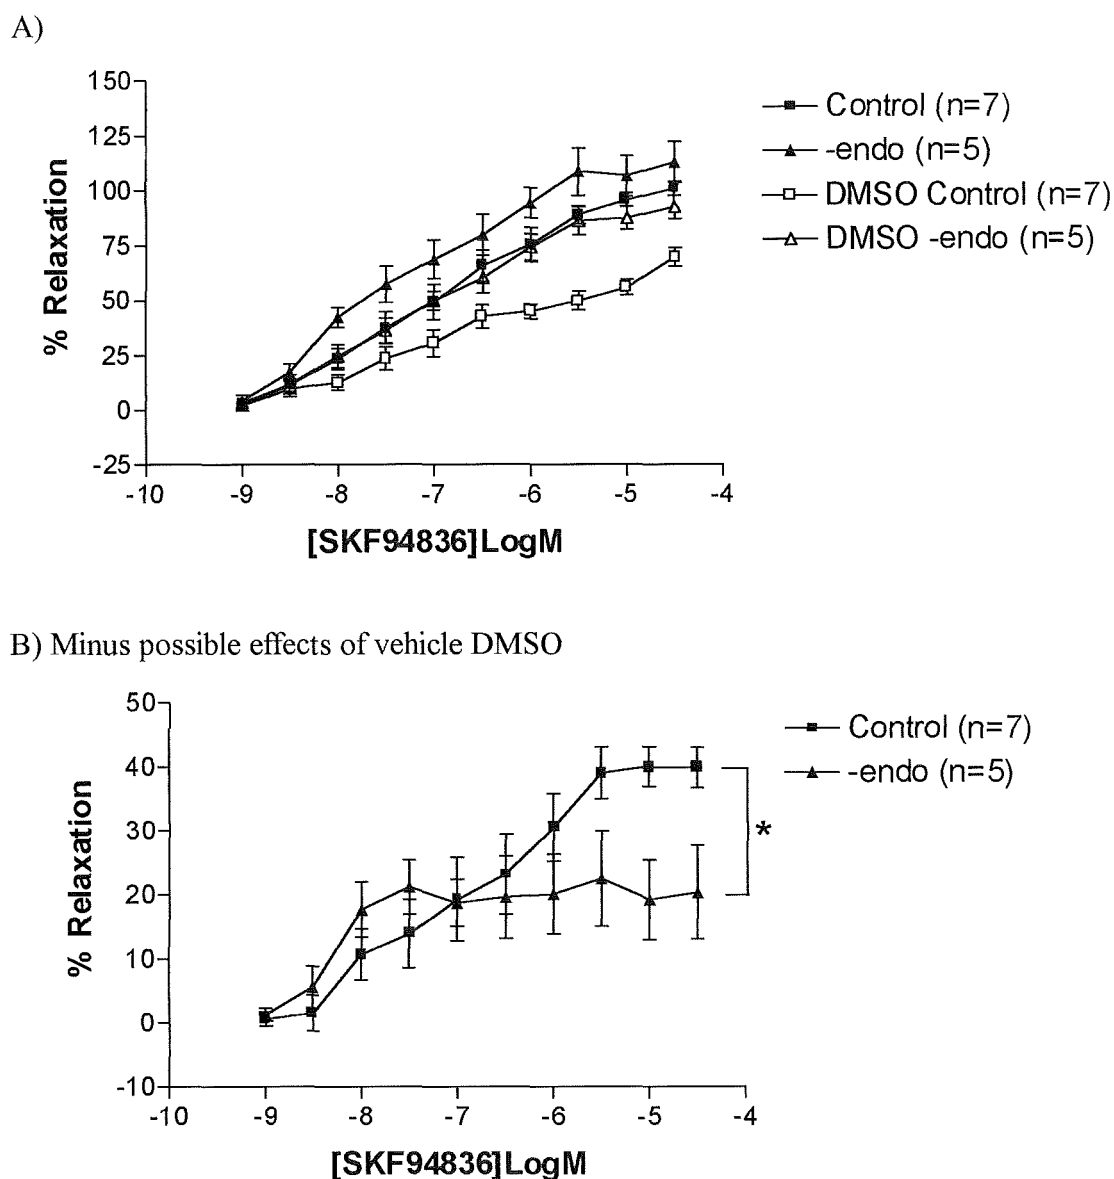 A)
150
125
100
75
50
25
0
-25
-10
-9
-8
-7
-6
-5
-4
% Relaxation
[SKF94836]LogM
Control (n=7)
-endo (n=5)
DMSO Control (n=7)
DMSO -endo (n=5)
B) Minus possible effects of vehicle DMSO
50
40
30
20
10
0
-10
-10
-9
-8
-7
-6
-5
-4
% Relaxation
[SKF94836]LogM
Control (n=7)
-endo (n=5)
*